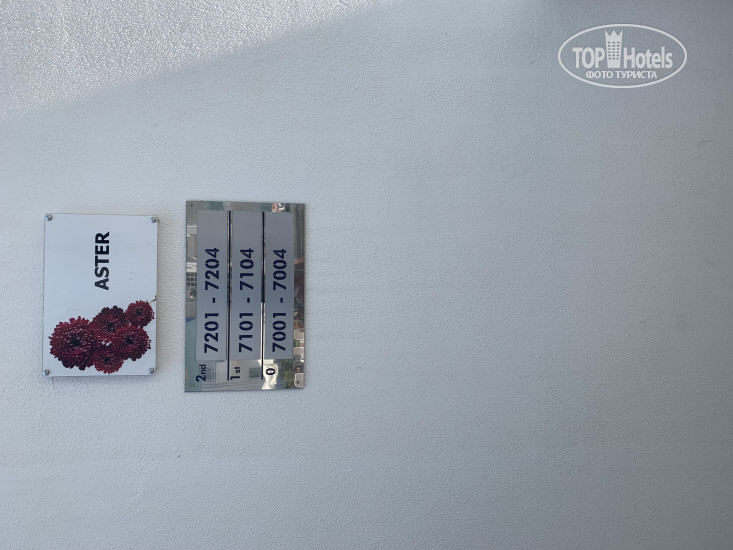 ASTER
2nd 7201 - 7204
1st 7101 - 7104
0 7001 - 7004
TOP Hotels
ФОТО ТУРИСТА